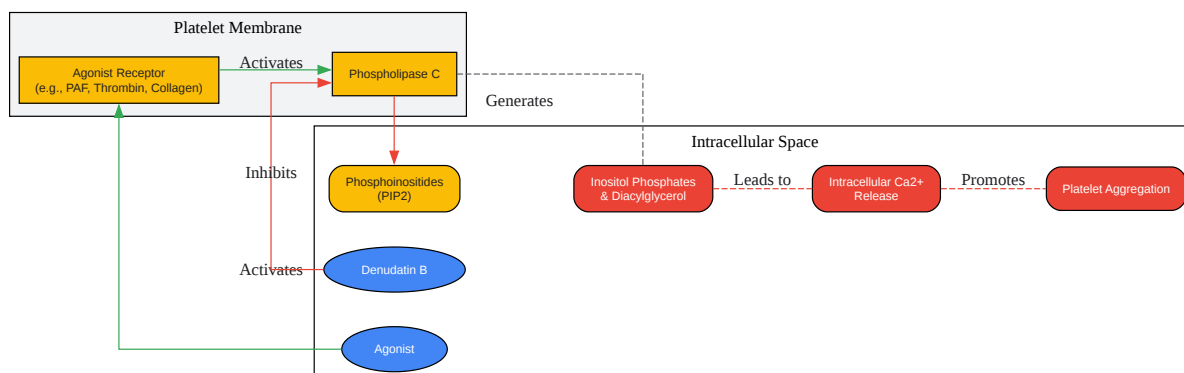 Platelet Membrane
Agonist Receptor
(e.g., PAF, Thrombin, Collagen)
Activates
Phospholipase C
Generates
Intracellular Space
Inhibits
Phosphoinositides
(PIP2)
Inositol Phosphates
& Diacylglycerol
Leads to
Intracellular Ca2+
Release
Promotes
Platelet Aggregation
Activates
Denudatin B
Agonist